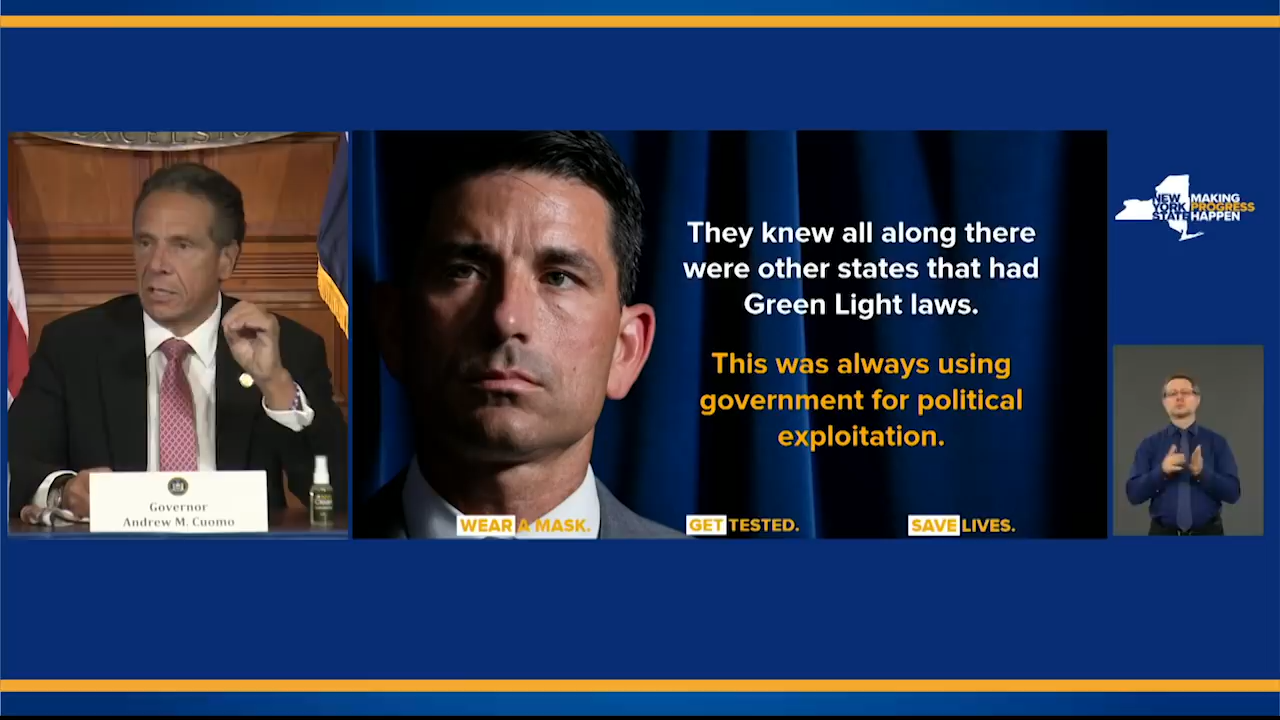 EXCELSIOR
Governor
Andrew M. Cuomo
They knew all along there
were other states that had
Green Light laws.
This was always using
government for political
exploitation.
WEAR A MASK.
GET TESTED.
SAVE LIVES.
NEW
YORK
STATE
MAKING
PROGRESS
HAPPEN